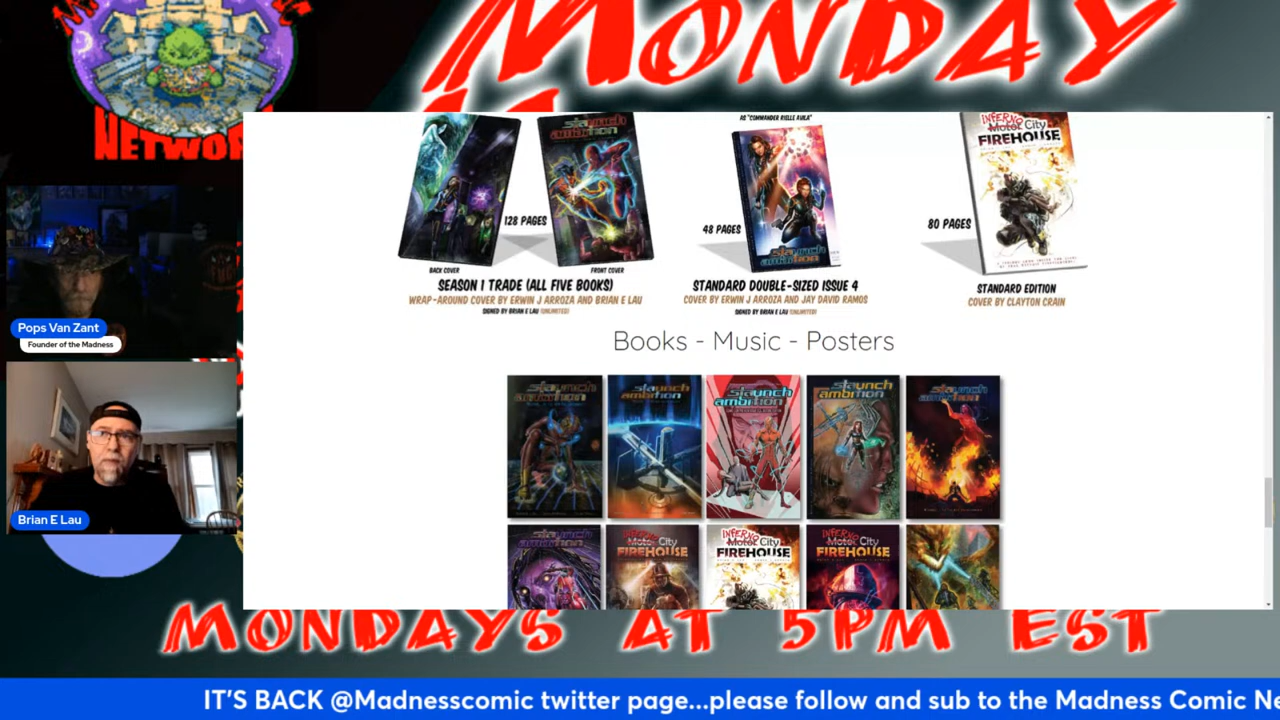 MONDAY
NETWOR
AS "COMMANDER RIELLE AULA"
staunch
ambition
INFERNO
Motor City
FIREHOUSE
128 PAGES
48 PAGES
80 PAGES
staunch
ambition
BACK COVER
FRONT COVER
SEASON 1 TRADE (ALL FIVE BOOKS)
WRAP-AROUND COVER BY ERWIN J ARROZA AND BRIAN E LAU
SIGNED BY BRIAN E LAU (UNLIMITED)
STANDARD DOUBLE-SIZED ISSUE 4
COVER BY ERWIN J ARROZA AND JAY DAVID RAMOS
SIGNED BY BRIAN E LAU (UNLIMITED)
STANDARD EDITION
COVER BY CLAYTON CRAIN
Pops Van Zant
Founder of the Madness
Books - Music - Posters
staunch
ambition
staunch
ambition
staunch
ambition
staunch
ambition
staunch
ambition
Brian E Lau
staunch
ambition
INFERNO
Motor City
FIREHOUSE
INFERNO
Motor City
FIREHOUSE
INFERNO
Motor City
FIREHOUSE
MONDAYS AT 5PM EST
IT'S BACK @Madnesscomic twitter page...please follow and sub to the Madness Comic Ne